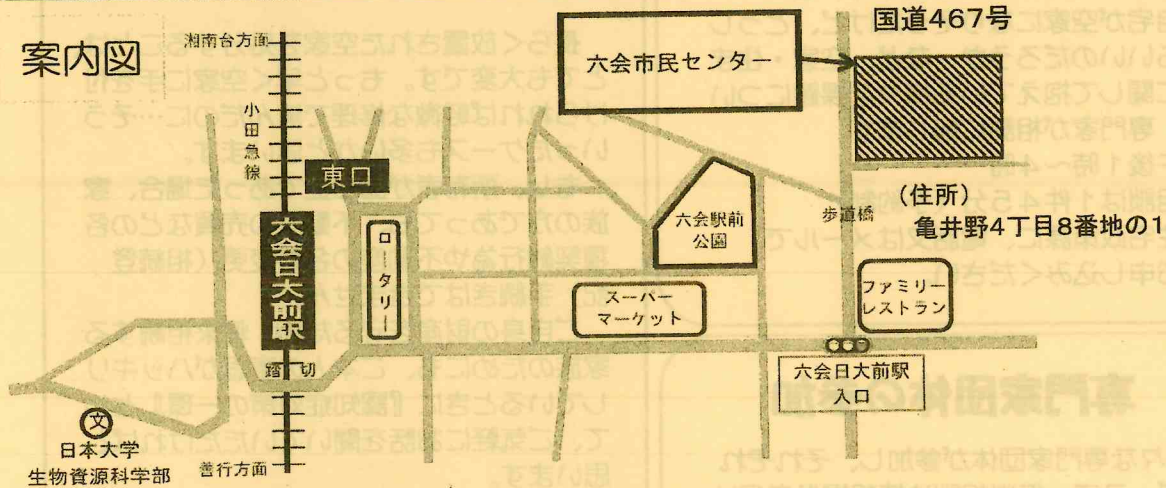 案内図
湘南台方面
小田急線
東口
六会日大前駅
ロータリー
踏切
文
日本大学
生物資源科学部
善行方面
六会市民センター
国道467号
(住所)
亀井野4丁目8番地の1
歩道橋
六会駅前
公園
スーパー
マーケット
ファミリー
レストラン
六会日大前駅
入口